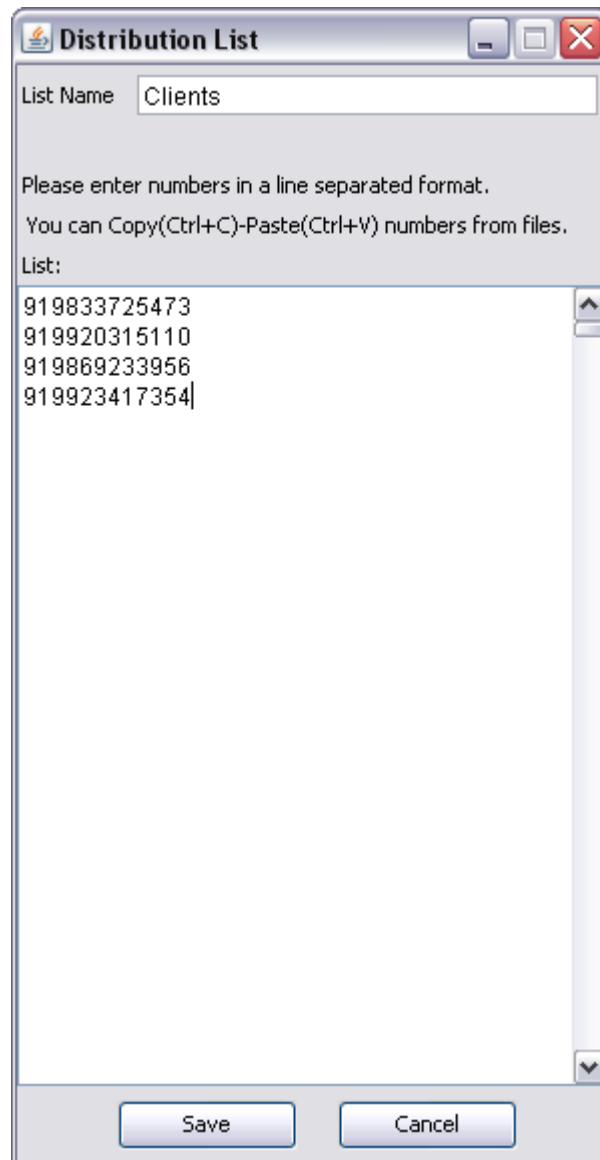 Distribution List
List Name Clients
Please enter numbers in a line separated format.
You can Copy(Ctrl+C)-Paste(Ctrl+V) numbers from files.
List:
919833725473
919920315110
919869233956
919923417354
Save Cancel